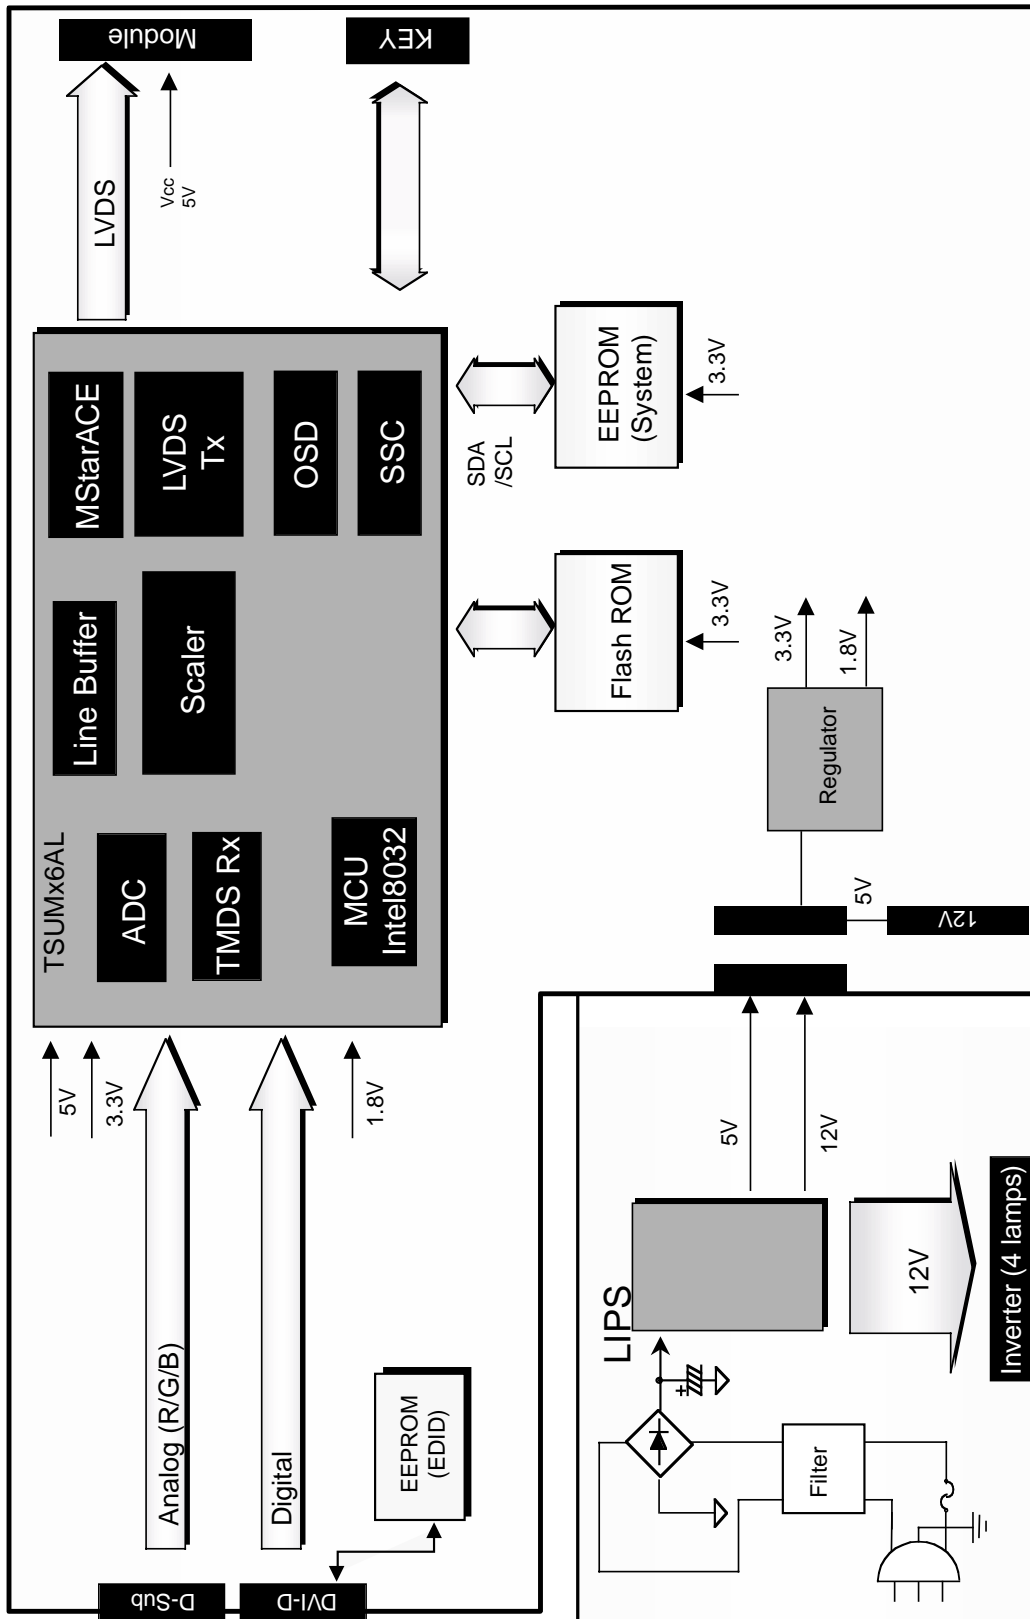 D-Sub
DVI-D
Analog (R/G/B)
Digital
EEPROM
(EDID)
5V
3.3V
1.8V
TSUMx6AL
ADC
TMDS Rx
MCU
Intel8032
Line Buffer
Scaler
MStarACE
LVDS
Tx
OSD
SSC
LVDS
Vcc
5V
Module
KEY
SDA
/SCL
EEPROM
(System)
3.3V
Flash ROM
3.3V
Regulator
3.3V
1.8V
5V
12V
LIPS
5V
12V
12V
Inverter (4 lamps)
Filter
+